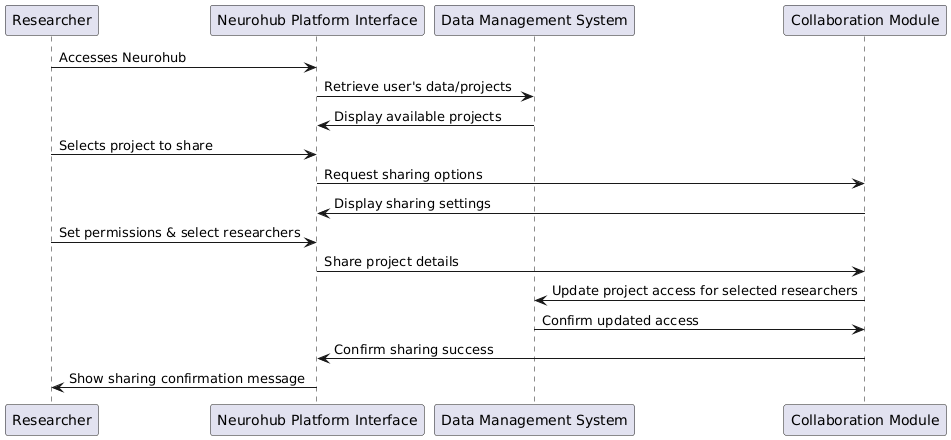 Researcher
Neurohub Platform Interface
Data Management System
Collaboration Module
Accesses Neurohub
Retrieve user's data/projects
Display available projects
Selects project to share
Request sharing options
Display sharing settings
Set permissions & select researchers
Share project details
Update project access for selected researchers
Confirm updated access
Confirm sharing success
Show sharing confirmation message
Researcher
Neurohub Platform Interface
Data Management System
Collaboration Module